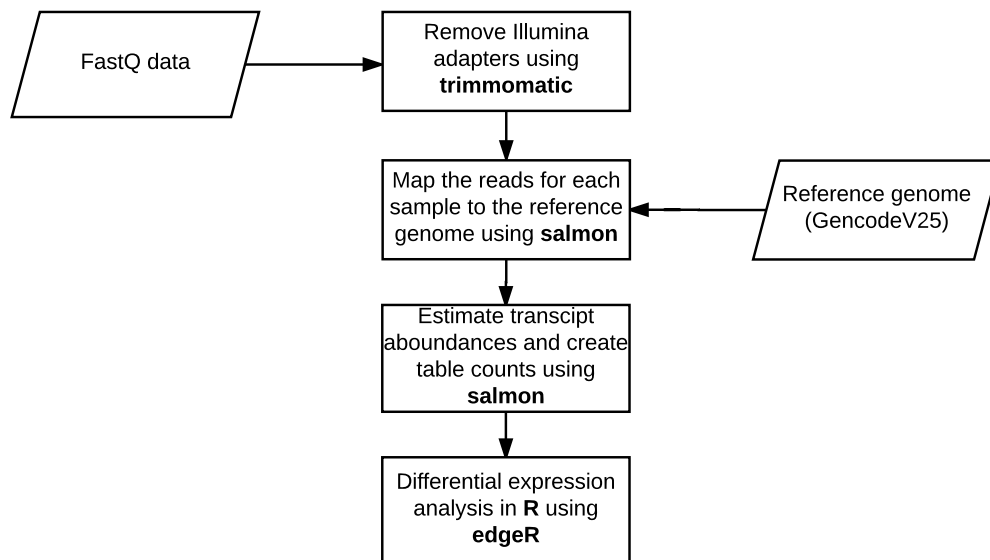 FastQ data
Remove Illumina
adapters using
trimmomatic
Map the reads for each
sample to the reference
genome using salmon
Reference genome
(GencodeV25)
Estimate transcipt
aboundances and create
table counts using
salmon
Differential expression
analysis in R using
edgeR